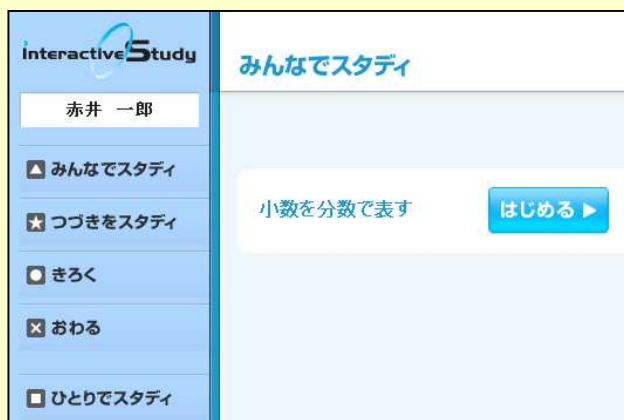 interactive Study
赤井 一郎
みんなでスタディ
つづきをスタディ
きろく
おわる
ひとりでスタディ
みんなでスタディ
小数を分数で表す
はじめる